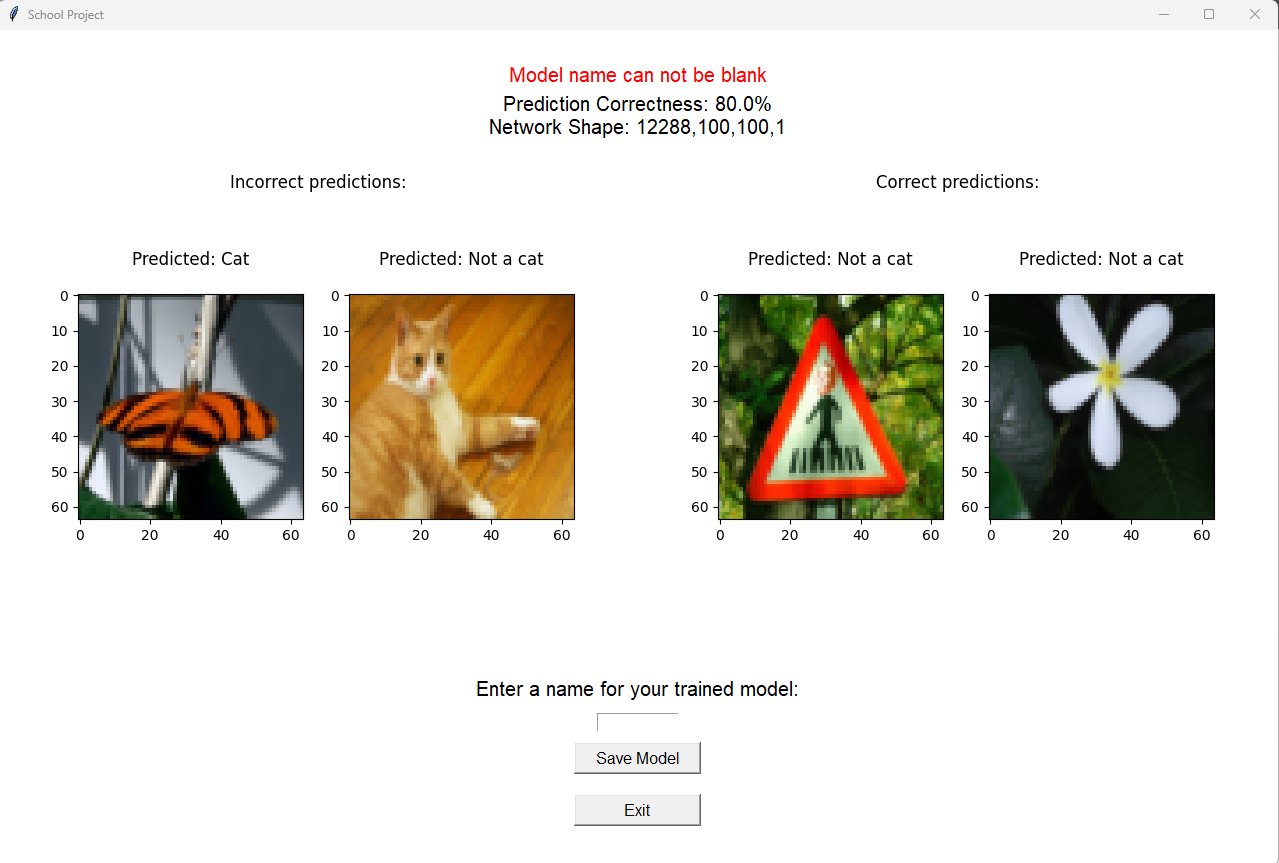 School Project
Model name can not be blank
Prediction Correctness: 80.0%
Network Shape: 12288,100,100,1
Incorrect predictions:
Correct predictions:
Predicted: Cat
Predicted: Not a cat
Predicted: Not a cat
Predicted: Not a cat
0
10
20
30
40
50
60
0 20 40 60
0
10
20
30
40
50
60
0 20 40 60
0
10
20
30
40
50
60
0 20 40 60
0
10
20
30
40
50
60
0 20 40 60
Enter a name for your trained model:
Save Model
Exit